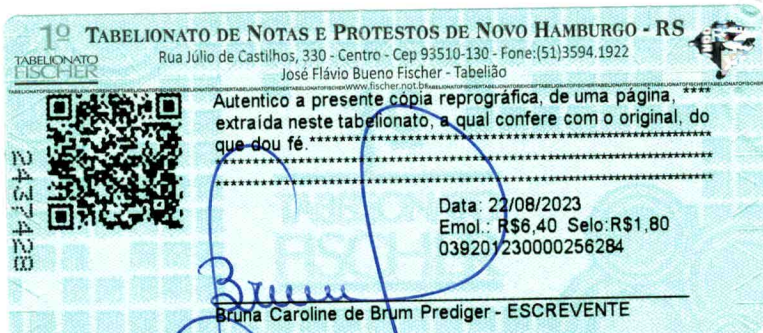 1º TABELIONATO DE NOTAS E PROTESTOS DE NOVO HAMBURGO - RS
TABELIONATO
FISCHER
Rua Júlio de Castilhos, 330 - Centro - Cep 93510-130 - Fone:(51)3594.1922
José Flávio Bueno Fischer - Tabelião
www.fischer.not.br
Autentico a presente cópia reprográfica, de uma página, ****
extraída neste tabelionato, a qual confere com o original, do
que dou fé.
2437428
Data: 22/08/2023
Emol.: R$6,40 Selo:R$1,80
039201230000256284
Bruna
Bruna Caroline de Brum Prediger - ESCREVENTE